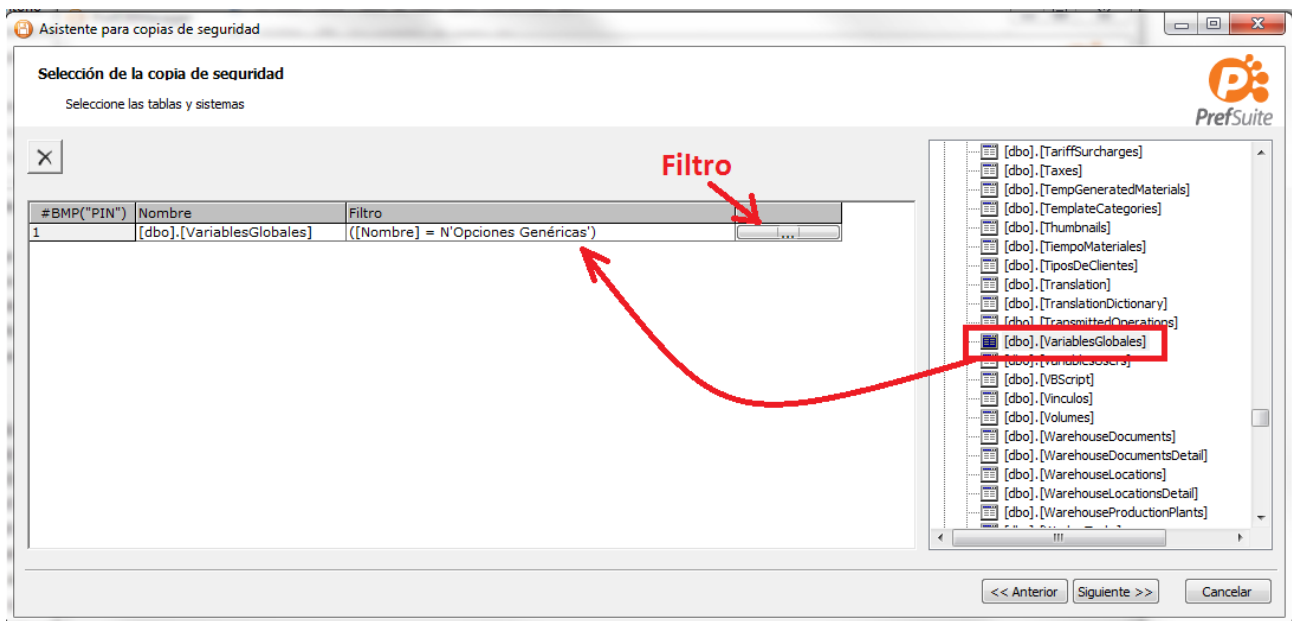 Asistente para copias de seguridad
Selección de la copia de seguridad
Seleccione las tablas y sistemas
PrefSuite
Filtro
#BMP("PIN") Nombre Filtro
1 [dbo].[VariablesGlobales] ([Nombre] = N'Opciones Genéricas') ...
[dbo].[TariffSurcharges]
[dbo].[Taxes]
[dbo].[TempGeneratedMaterials]
[dbo].[TemplateCategories]
[dbo].[Thumbnails]
[dbo].[TiempoMateriales]
[dbo].[TiposDeClientes]
[dbo].[Translation]
[dbo].[TranslationDictionary]
[dbo].[TransmittedOperations]
[dbo].[VariablesGlobales]
[dbo].[VariablesUsers]
[dbo].[VBScript]
[dbo].[Vinculos]
[dbo].[Volumes]
[dbo].[WarehouseDocuments]
[dbo].[WarehouseDocumentsDetail]
[dbo].[WarehouseLocations]
[dbo].[WarehouseLocationsDetail]
[dbo].[WarehouseProductionPlants]
<< Anterior Siguiente >> Cancelar